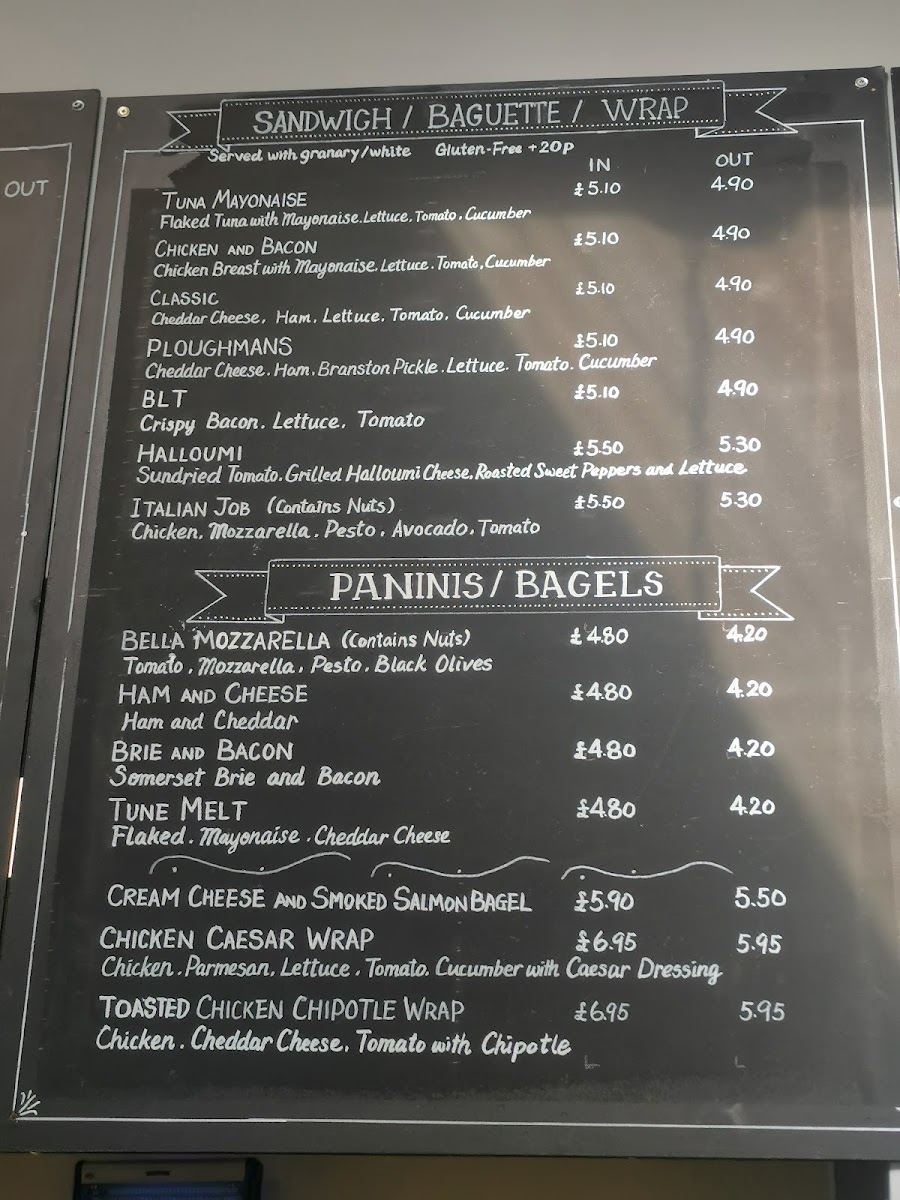 OUT
SANDWICH / BAGUETTE / WRAP
Served with granary/white Gluten-Free +20p
IN OUT
TUNA MAYONAISE £5.10 4.90
Flaked Tuna with Mayonaise. Lettuce, Tomato. Cucumber
CHICKEN AND BACON £5.10 4.90
Chicken Breast with Mayonaise. Lettuce. Tomato, Cucumber
CLASSIC £5.10 4.90
Cheddar Cheese, Ham, Lettuce, Tomato, Cucumber
PLOUGHMANS £5.10 4.90
Cheddar Cheese. Ham. Branston Pickle. Lettuce. Tomato. Cucumber
BLT £5.10 4.90
Crispy Bacon. Lettuce, Tomato
HALLOUMI £5.50 5.30
Sundried Tomato, Grilled Halloumi Cheese, Roasted Sweet Peppers and Lettuce
ITALIAN JOB (Contains Nuts) £5.50 5.30
Chicken, Mozzarella. Pesto, Avocado, Tomato
PANINIS / BAGELS
BELLA MOZZARELLA (Contains Nuts) £4.80 4.20
Tomato, Mozzarella, Pesto. Black Olives
HAM AND CHEESE £4.80 4.20
Ham and Cheddar
BRIE AND BACON £4.80 4.20
Somerset Brie and Bacon
TUNE MELT £4.80 4.20
Flaked. Mayonaise. Cheddar Cheese
CREAM CHEESE AND SMOKED SALMON BAGEL £5.90 5.50
CHICKEN CAESAR WRAP £6.95 5.95
Chicken. Parmesan, Lettuce. Tomato. Cucumber with Caesar Dressing
TOASTED CHICKEN CHIPOTLE WRAP £6.95 5.95
Chicken. Cheddar Cheese, Tomato with Chipotle